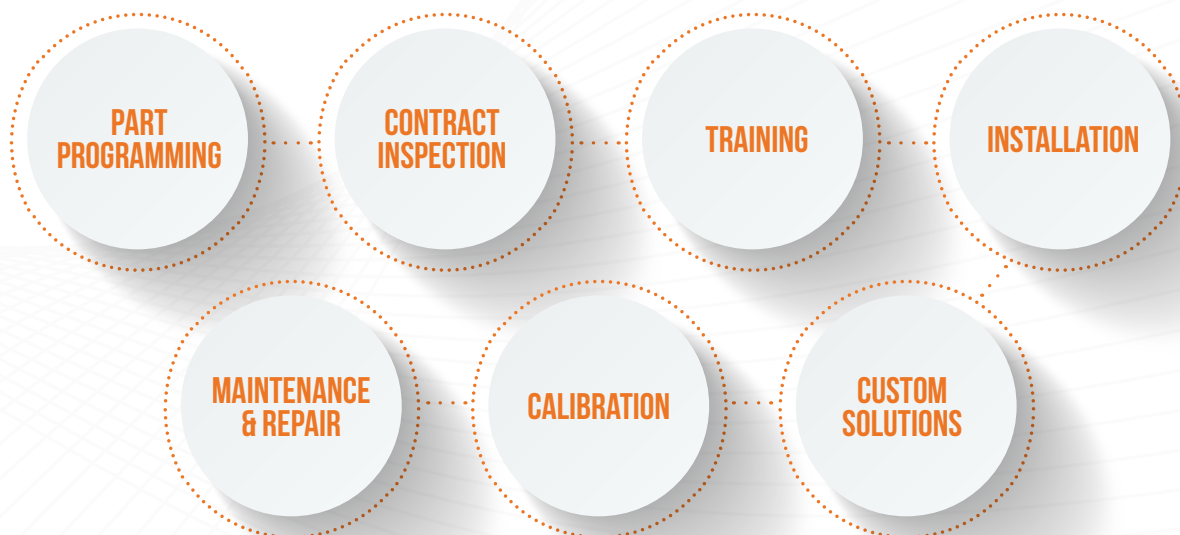 PART
PROGRAMMING
CONTRACT
INSPECTION
TRAINING
INSTALLATION
MAINTENANCE
& REPAIR
CALIBRATION
CUSTOM
SOLUTIONS